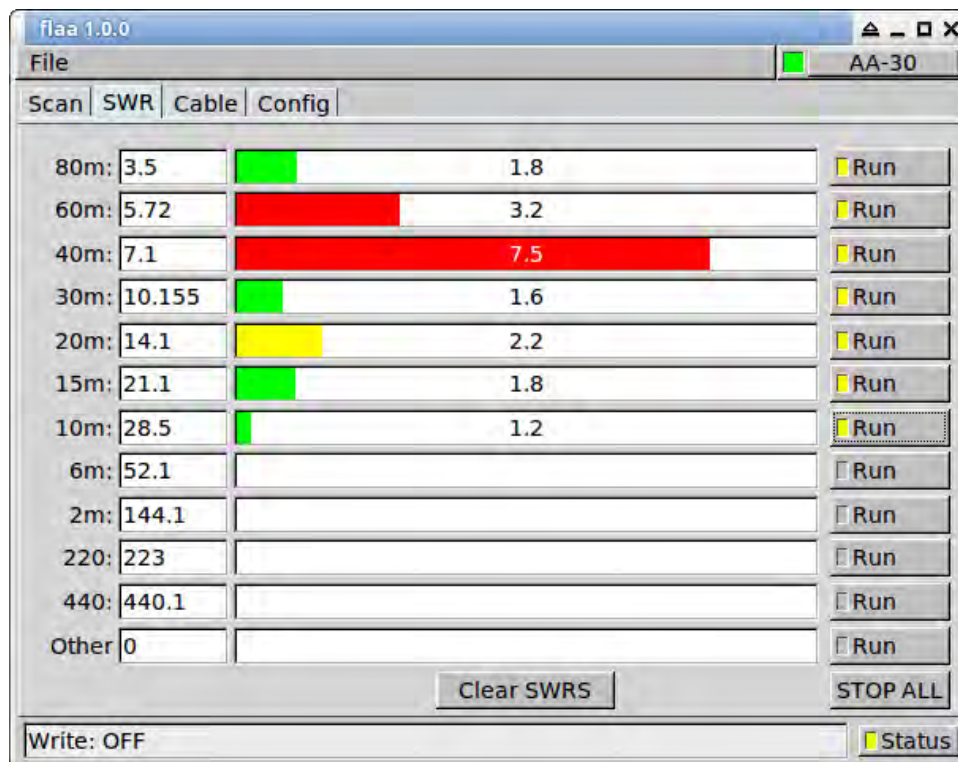 flaa 1.0.0
File AA-30
Scan SWR Cable Config
80m: 3.5 1.8 Run
60m: 5.72 3.2 Run
40m: 7.1 7.5 Run
30m: 10.155 1.6 Run
20m: 14.1 2.2 Run
15m: 21.1 1.8 Run
10m: 28.5 1.2 Run
6m: 52.1 Run
2m: 144.1 Run
220: 223 Run
440: 440.1 Run
Other 0 Run
Clear SWRS STOP ALL
Write: OFF Status